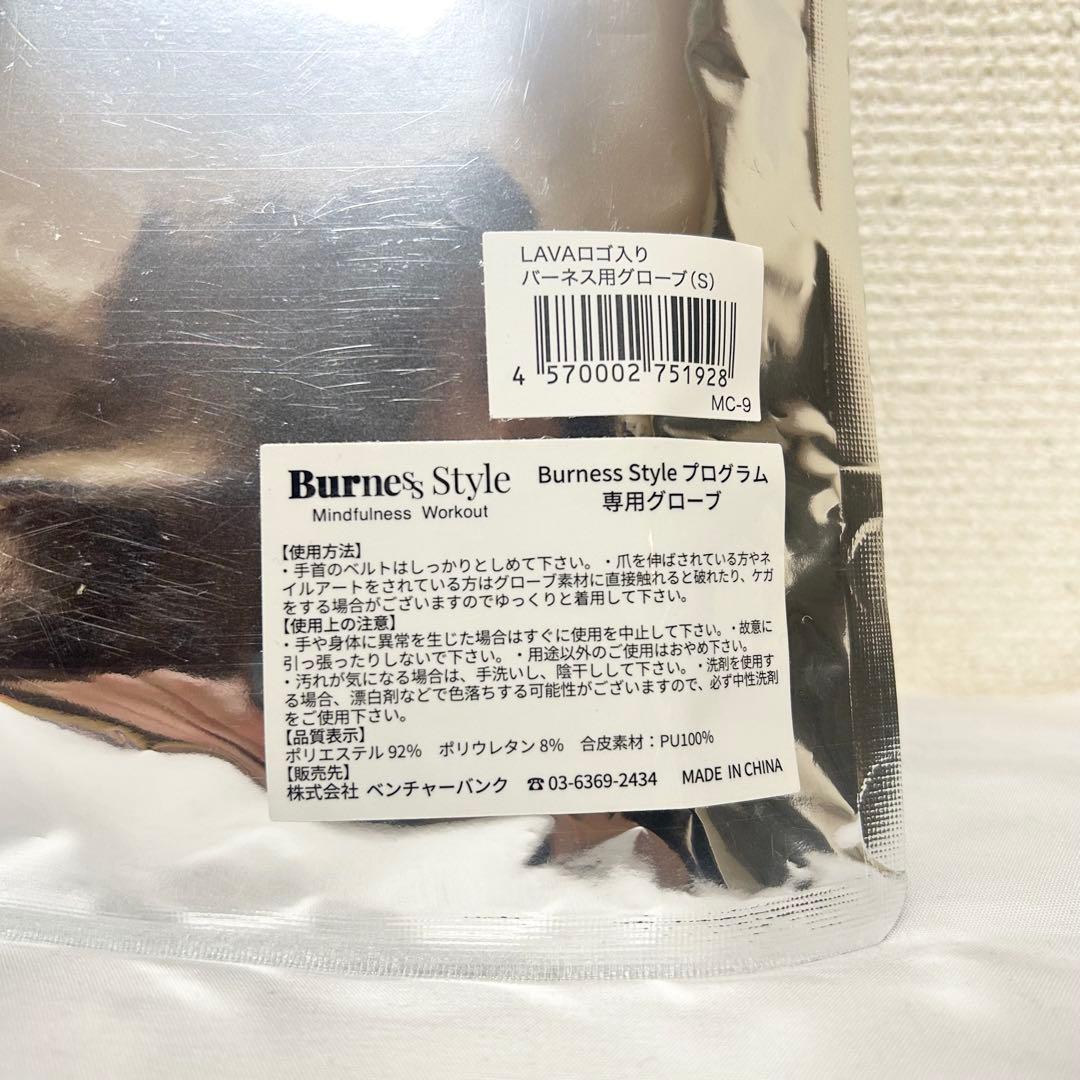 LAVAロゴ入り
バーネス用グローブ(S)
4 570002 751928
MC-9
Burness Style
Mindfulness Workout
Burness Style プログラム
専用グローブ
【使用方法】
・手首のベルトはしっかりとしめて下さい。・爪を伸ばされている方やネ
イルアートをされている方はグローブ素材に直接触れると破れたり、ケガ
をする場合がございますのでゆっくりと着用して下さい。
【使用上の注意】
・手や身体に異常を生じた場合はすぐに使用を中止して下さい。・故意に
引っ張ったりしないで下さい。・用途以外のご使用はおやめ下さい。
・汚れが気になる場合は、手洗いし、陰干しして下さい。・洗剤を使用す
る場合、漂白剤などで色落ちする可能性がございますので、必ず中性洗剤
をご使用下さい。
【品質表示】
ポリエステル 92% ポリウレタン 8% 合皮素材：PU100%
【販売先】
株式会社 ベンチャーバンク ☎03-6369-2434 MADE IN CHINA